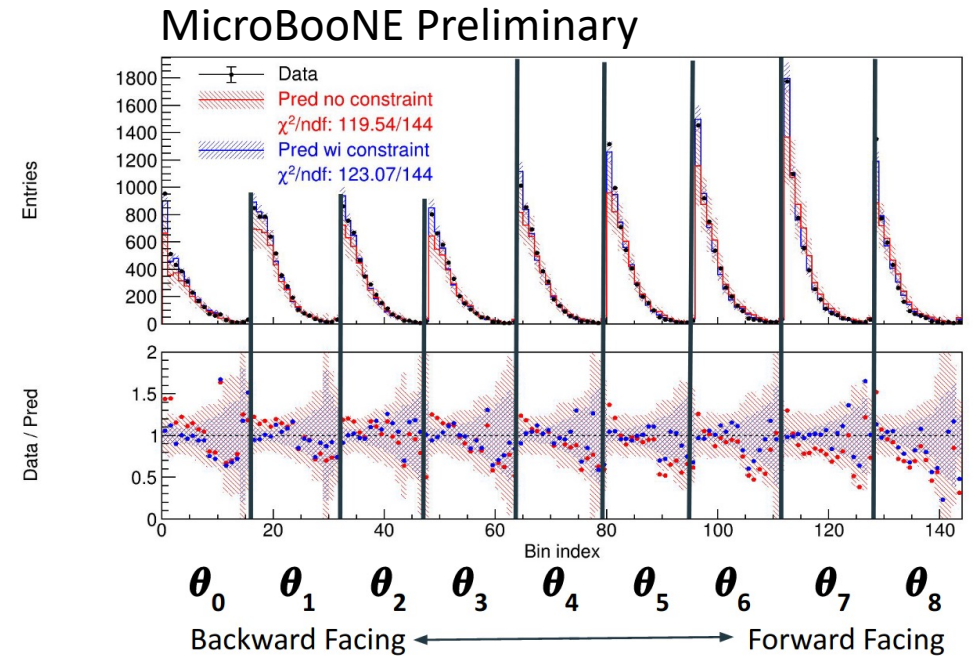 MicroBooNE Preliminary
Data
Pred no constraint
χ²/ndf: 119.54/144
Pred wi constraint
χ²/ndf: 123.07/144
Entries
1800
1600
1400
1200
1000
800
600
400
200
0
Data / Pred
2
1.5
1
0.5
0
0 20 40 60 80 100 120 140
Bin index
θ₀ θ₁ θ₂ θ₃ θ₄ θ₅ θ₆ θ₇ θ₈
Backward Facing Forward Facing